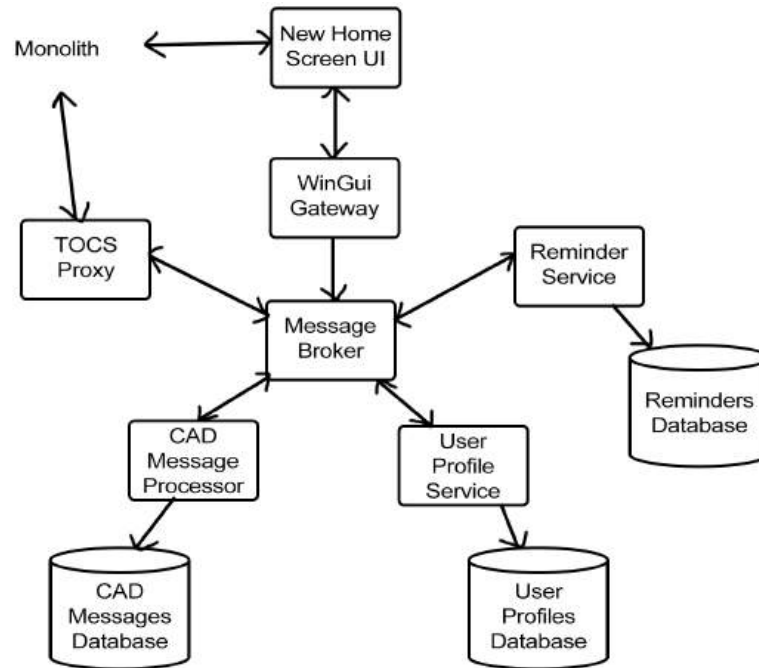 Monolith
New Home
Screen UI
WinGui
Gateway
TOCS
Proxy
Reminder
Service
Message
Broker
Reminders
Database
CAD
Message
Processor
User
Profile
Service
CAD
Messages
Database
User
Profiles
Database